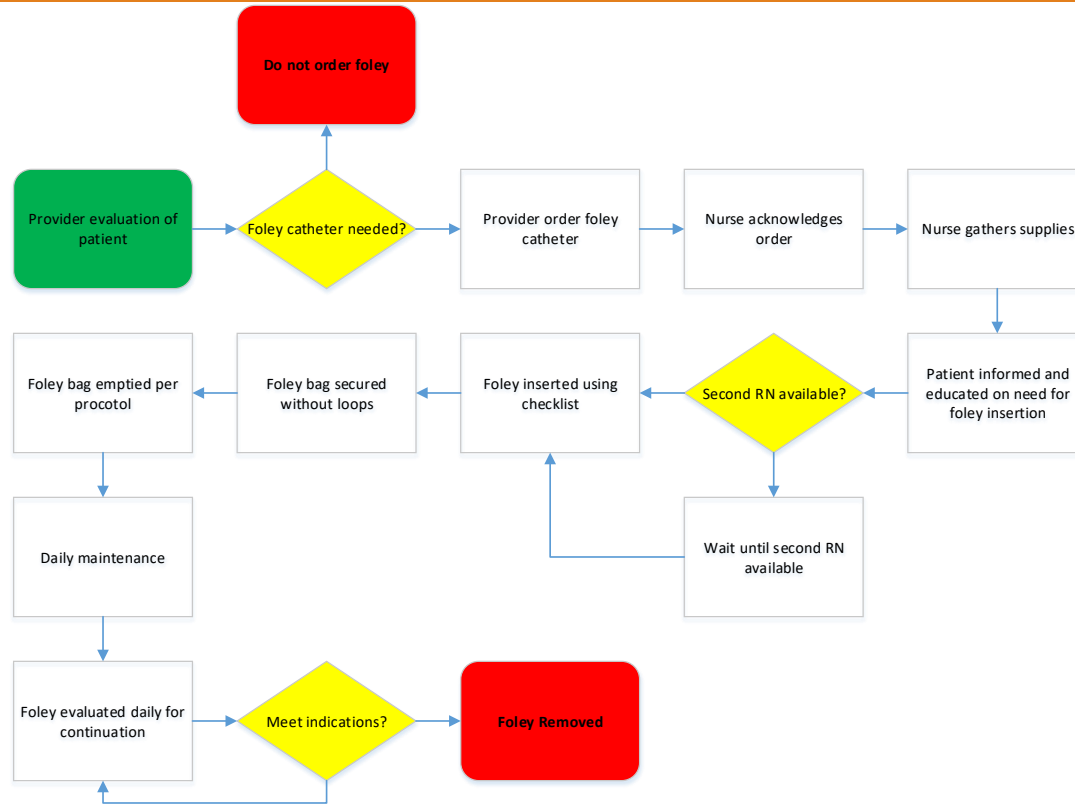 Do not order foley
Provider evaluation of
patient
Foley catheter needed?
Provider order foley
catheter
Nurse acknowledges
order
Nurse gathers supplies
Foley bag emptied per
procotol
Foley bag secured
without loops
Foley inserted using
checklist
Second RN available?
Patient informed and
educated on need for
foley insertion
Daily maintenance
Wait until second RN
available
Foley evaluated daily for
continuation
Meet indications?
Foley Removed